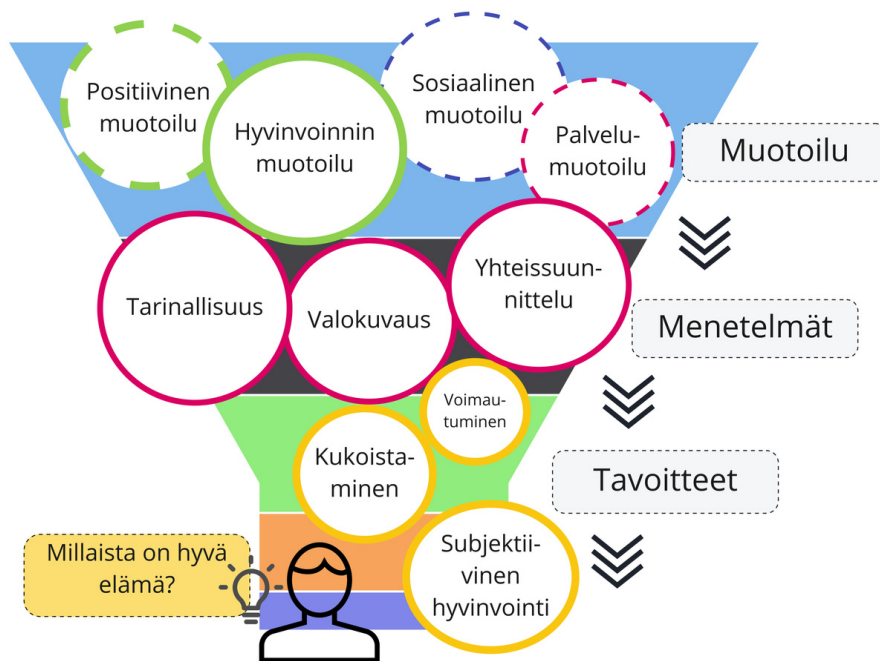 Positiivinen
muotoilu
Hyvinvoinnin
muotoilu
Sosiaalinen
muotoilu
Palvelu-
muotoilu
Muotoilu
Tarinallisuus
Valokuvaus
Yhteissuun-
nittelu
Menetelmät
Voimau-
tuminen
Kukoista-
minen
Tavoitteet
Millaista on hyvä
elämä?
Subjektii-
vinen
hyvinvointi